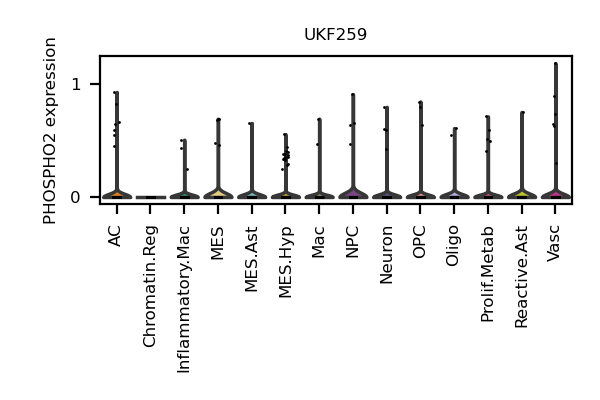 UKF259
PHOSPHO2 expression
1
0
AC
Chromatin.Reg
Inflammatory.Mac
MES
MES.Ast
MES.Hyp
Mac
NPC
Neuron
OPC
Oligo
Prolif.Metab
Reactive.Ast
Vasc